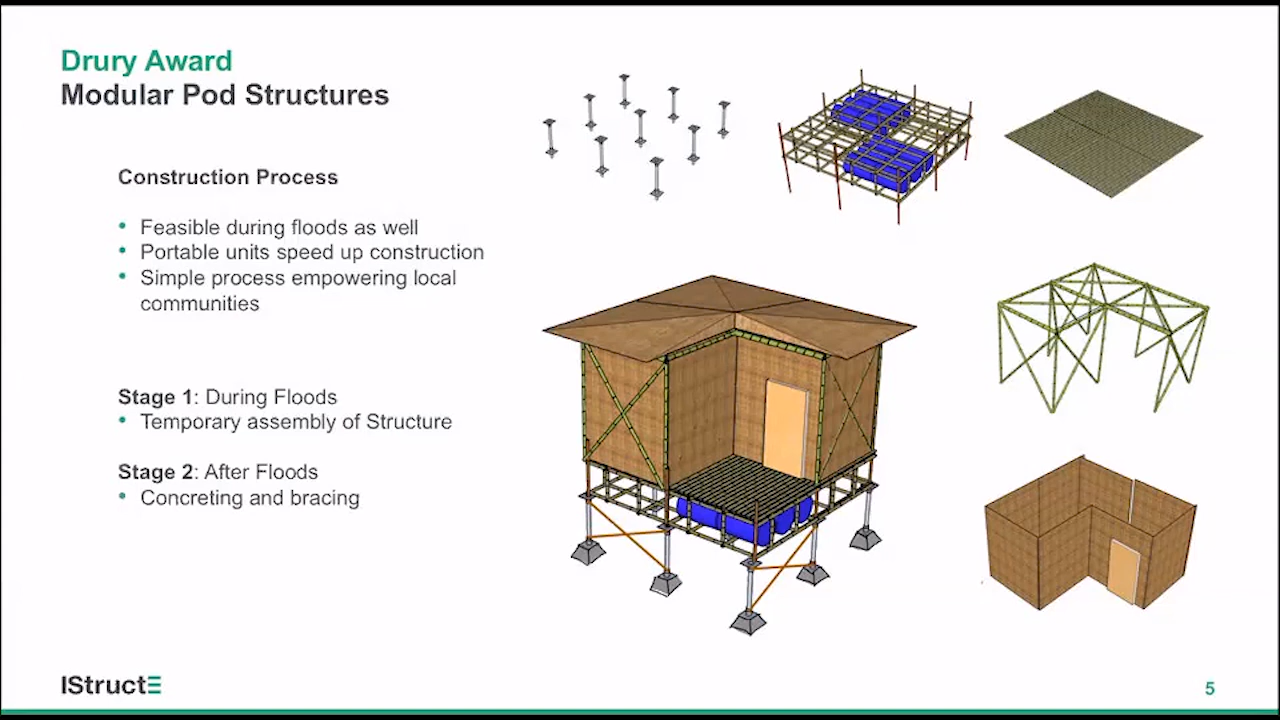 Drury Award
Modular Pod Structures
Construction Process
• Feasible during floods as well
• Portable units speed up construction
• Simple process empowering local
communities
Stage 1: During Floods
• Temporary assembly of Structure
Stage 2: After Floods
• Concreting and bracing
IStructE
5